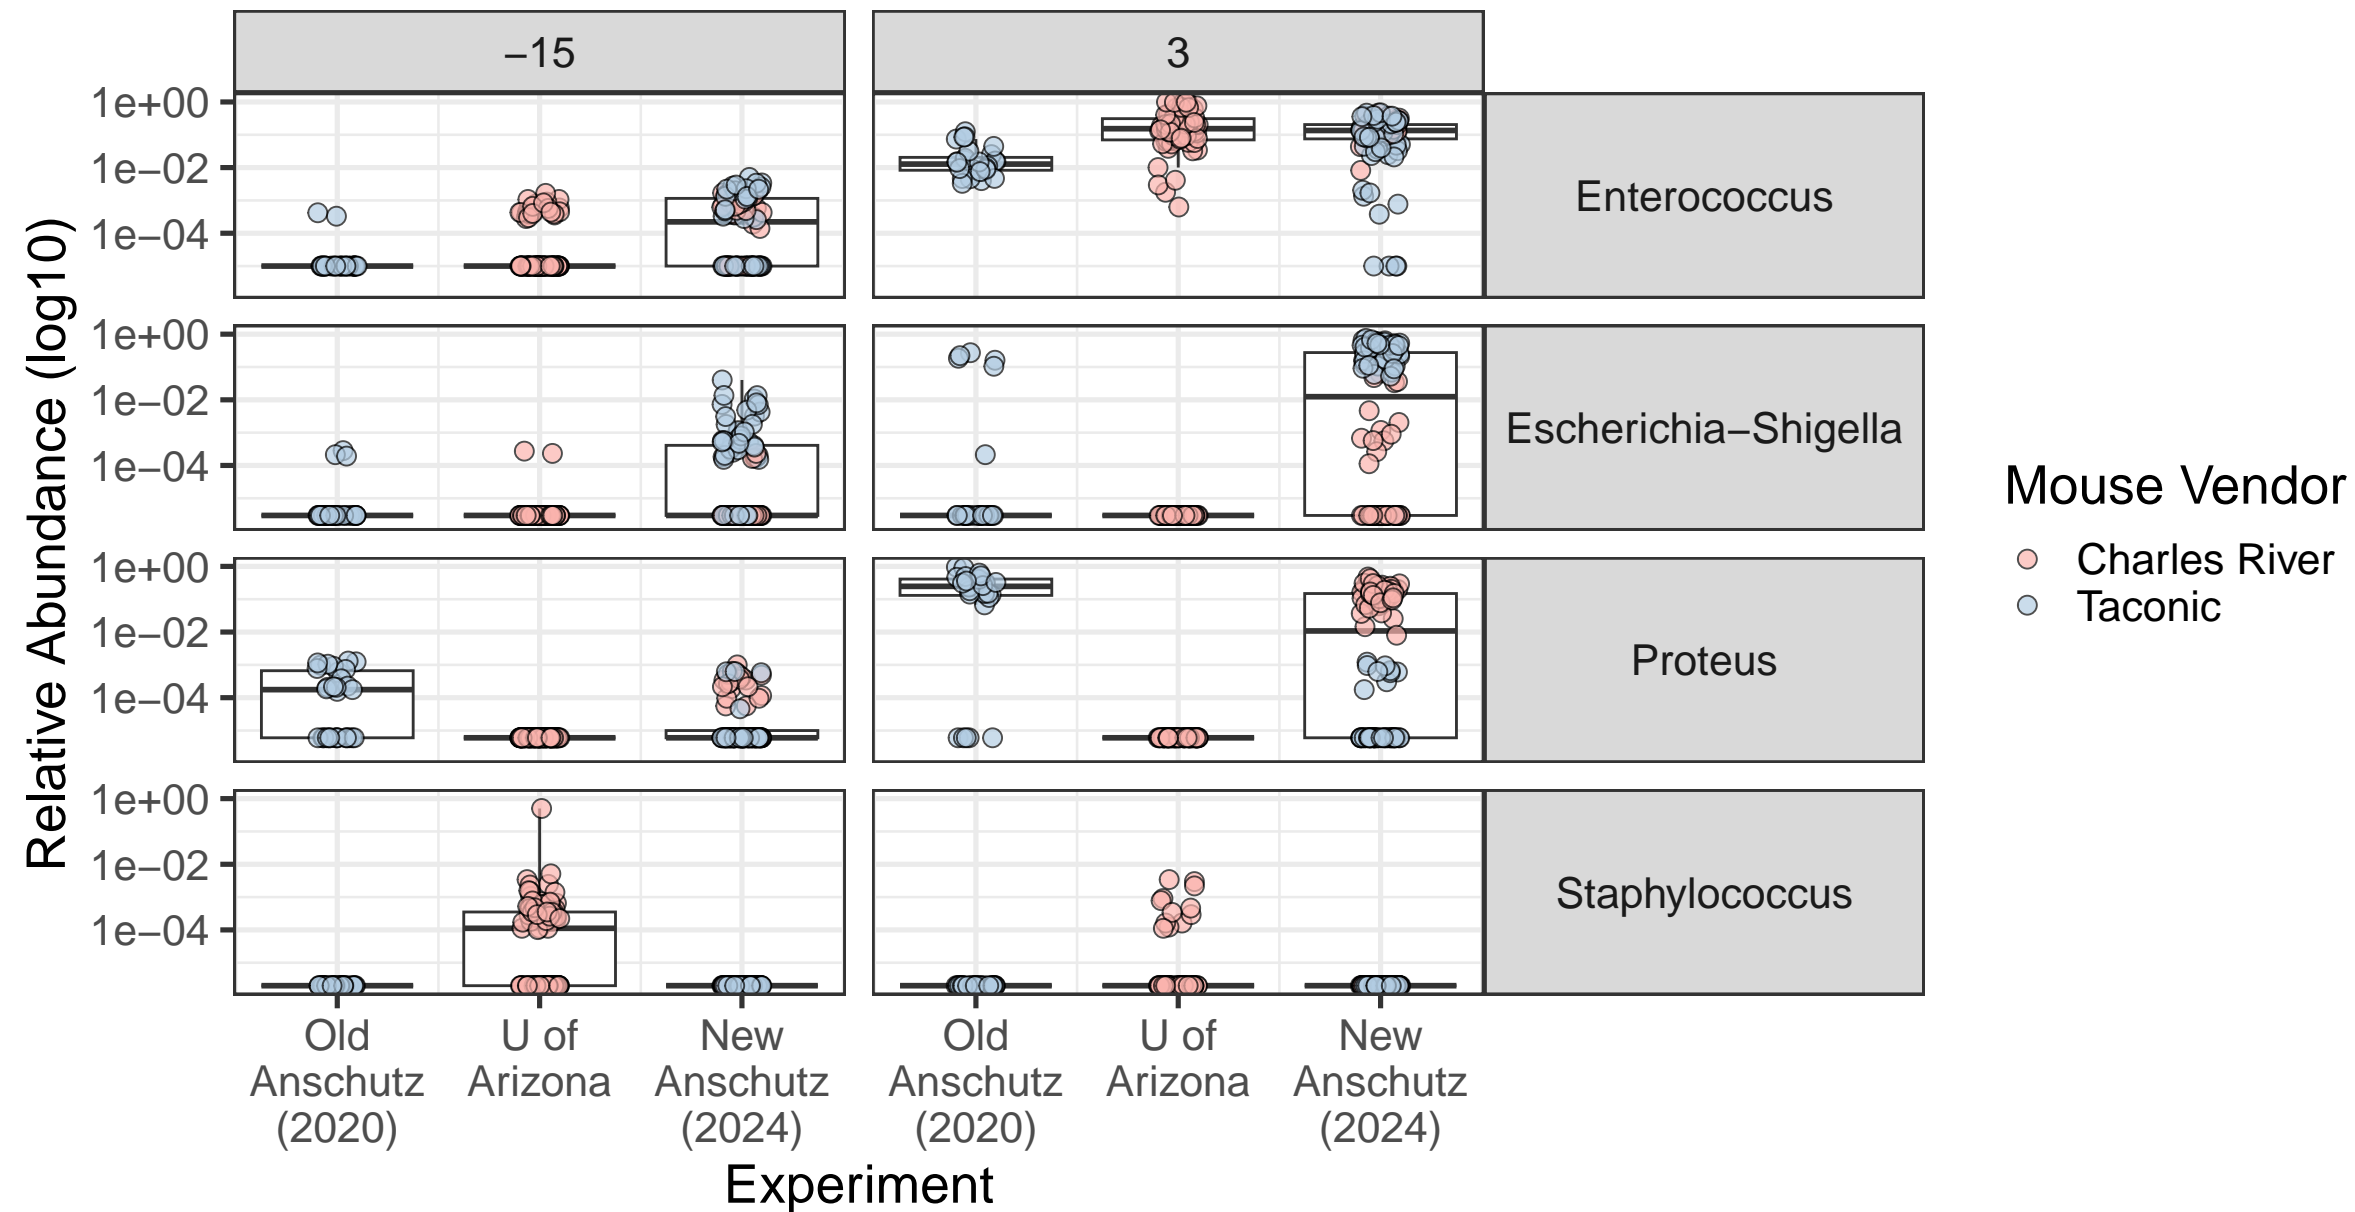 −15
3
1e+00
1e−02
1e−04
Enterococcus
1e+00
1e−02
1e−04
Escherichia−Shigella
1e+00
1e−02
1e−04
Proteus
1e+00
1e−02
1e−04
Staphylococcus
Relative Abundance (log10)
Old
Anschutz
(2020)
U of
Arizona
New
Anschutz
(2024)
Old
Anschutz
(2020)
U of
Arizona
New
Anschutz
(2024)
Experiment
Mouse Vendor
Charles River
Taconic